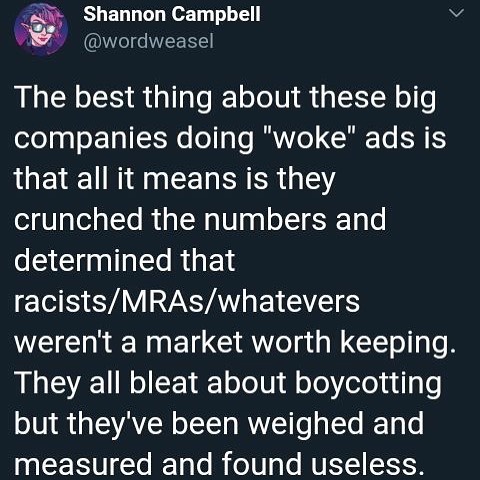 Shannon Campbell
@wordweasel
The best thing about these big
companies doing "woke" ads is
that all it means is they
crunched the numbers and
determined that
racists/MRAs/whatevers
weren't a market worth keeping.
They all bleat about boycotting
but they've been weighed and
measured and found useless.